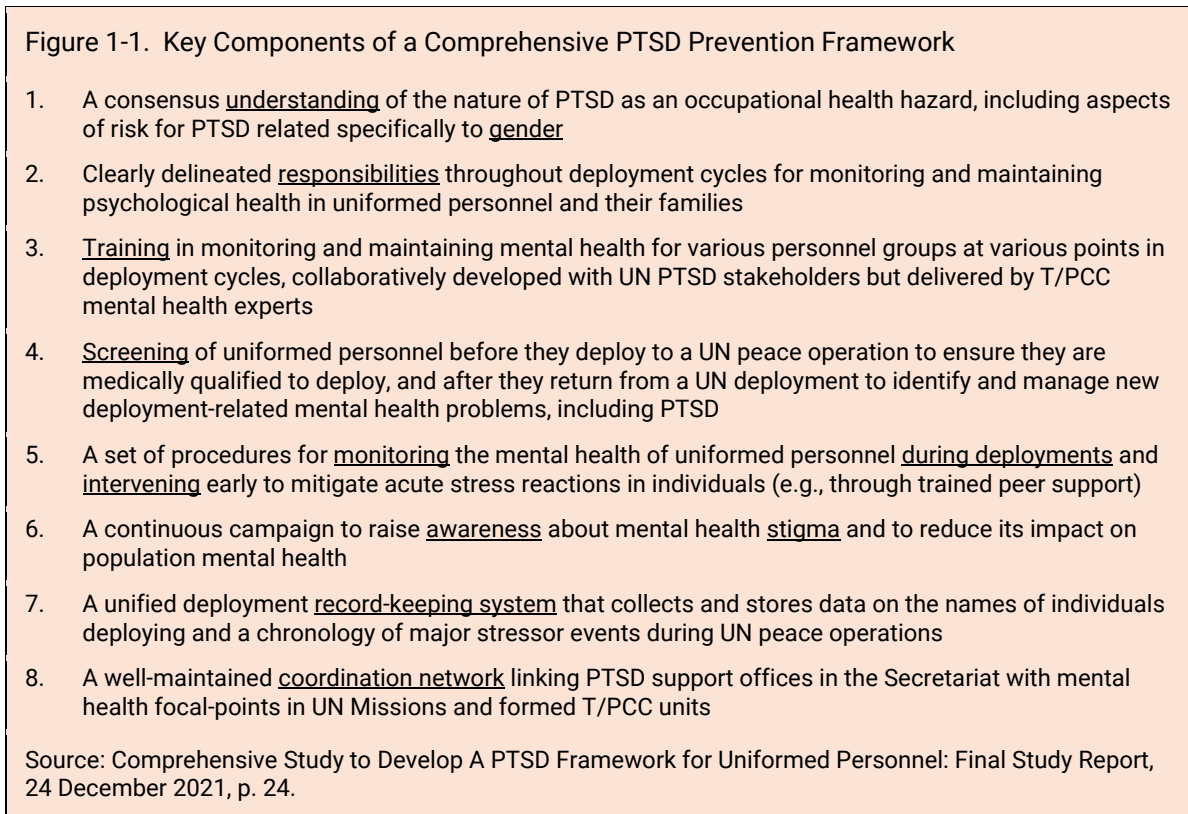 Figure 1-1. Key Components of a Comprehensive PTSD Prevention Framework
1. A consensus understanding of the nature of PTSD as an occupational health hazard, including aspects
of risk for PTSD related specifically to gender
2. Clearly delineated responsibilities throughout deployment cycles for monitoring and maintaining
psychological health in uniformed personnel and their families
3. Training in monitoring and maintaining mental health for various personnel groups at various points in
deployment cycles, collaboratively developed with UN PTSD stakeholders but delivered by T/PCC
mental health experts
4. Screening of uniformed personnel before they deploy to a UN peace operation to ensure they are
medically qualified to deploy, and after they return from a UN deployment to identify and manage new
deployment-related mental health problems, including PTSD
5. A set of procedures for monitoring the mental health of uniformed personnel during deployments and
intervening early to mitigate acute stress reactions in individuals (e.g., through trained peer support)
6. A continuous campaign to raise awareness about mental health stigma and to reduce its impact on
population mental health
7. A unified deployment record-keeping system that collects and stores data on the names of individuals
deploying and a chronology of major stressor events during UN peace operations
8. A well-maintained coordination network linking PTSD support offices in the Secretariat with mental
health focal-points in UN Missions and formed T/PCC units
Source: Comprehensive Study to Develop A PTSD Framework for Uniformed Personnel: Final Study Report,
24 December 2021, p. 24.